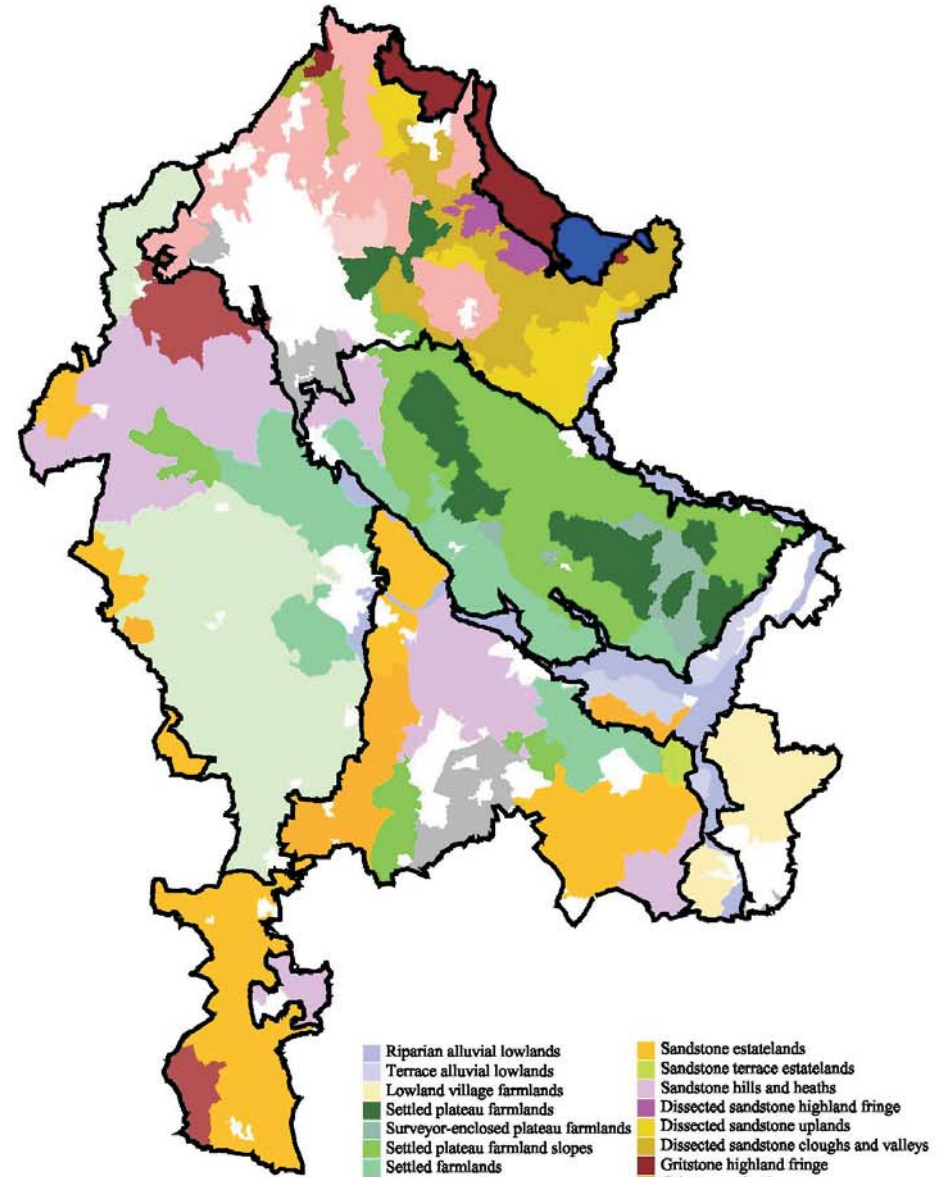 Riparian alluvial lowlands
Terrace alluvial lowlands
Lowland village farmlands
Settled plateau farmlands
Surveyor-enclosed plateau farmlands
Settled plateau farmland slopes
Settled farmlands
Sandstone estatelands
Sandstone terrace estatelands
Sandstone hills and heaths
Dissected sandstone highland fringe
Dissected sandstone uplands
Dissected sandstone cloughs and valleys
Gritstone highland fringe